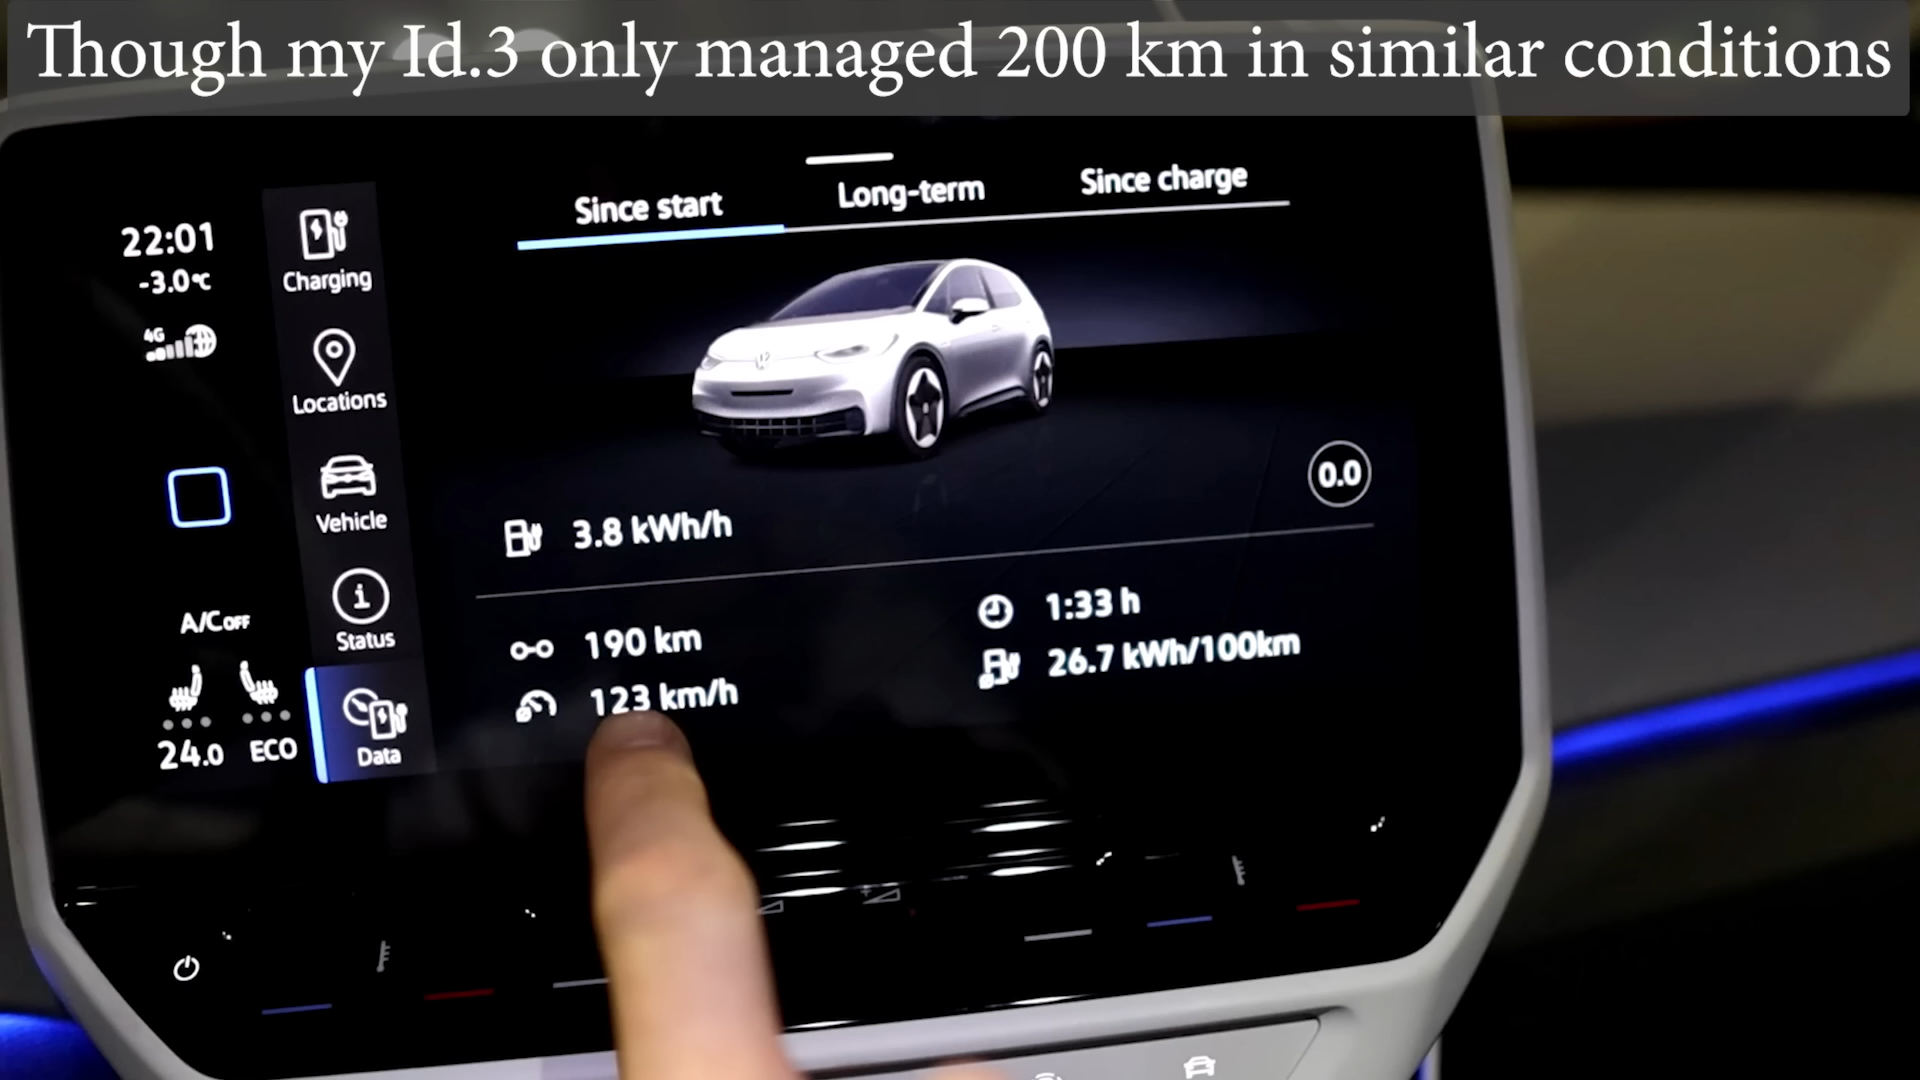 Though my Id.3 only managed 200 km in similar conditions
Since start
Long-term
Since charge
22:01
-3.0°C
4G
Charging
Locations
Vehicle
Status
Data
A/C OFF
24.0
ECO
0.0
3.8 kWh/h
190 km
123 km/h
1:33 h
26.7 kWh/100km